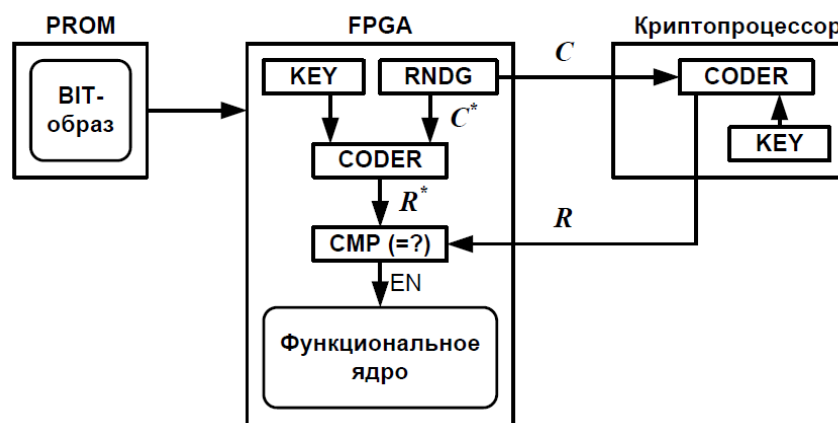 PROM
FPGA
Криптопроцессор
BIT-
образ
KEY
RNDG
C
CODER
C*
KEY
CODER
R*
R
CMP (=?)
EN
Функциональное
ядро